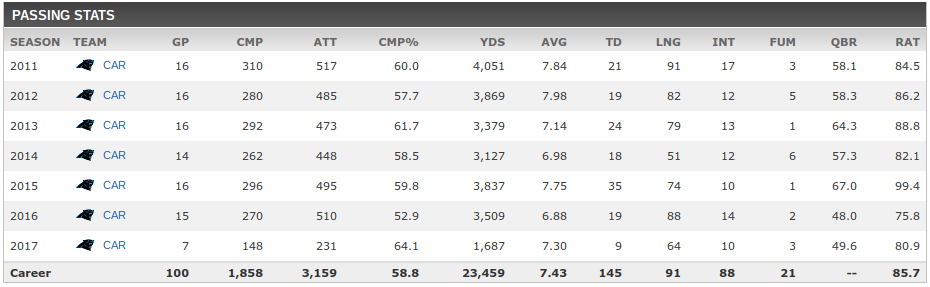 PASSING STATS
SEASON TEAM GP CMP ATT CMP% YDS AVG TD LNG INT FUM QBR RAT
2011 CAR 16 310 517 60.0 4,051 7.84 21 91 17 3 58.1 84.5
2012 CAR 16 280 485 57.7 3,869 7.98 19 82 12 5 58.3 86.2
2013 CAR 16 292 473 61.7 3,379 7.14 24 79 13 1 64.3 88.8
2014 CAR 14 262 448 58.5 3,127 6.98 18 51 12 6 57.3 82.1
2015 CAR 16 296 495 59.8 3,837 7.75 35 74 10 1 67.0 99.4
2016 CAR 15 270 510 52.9 3,509 6.88 19 88 14 2 48.0 75.8
2017 CAR 7 148 231 64.1 1,687 7.30 9 64 10 3 49.6 80.9
Career 100 1,858 3,159 58.8 23,459 7.43 145 91 88 21 -- 85.7